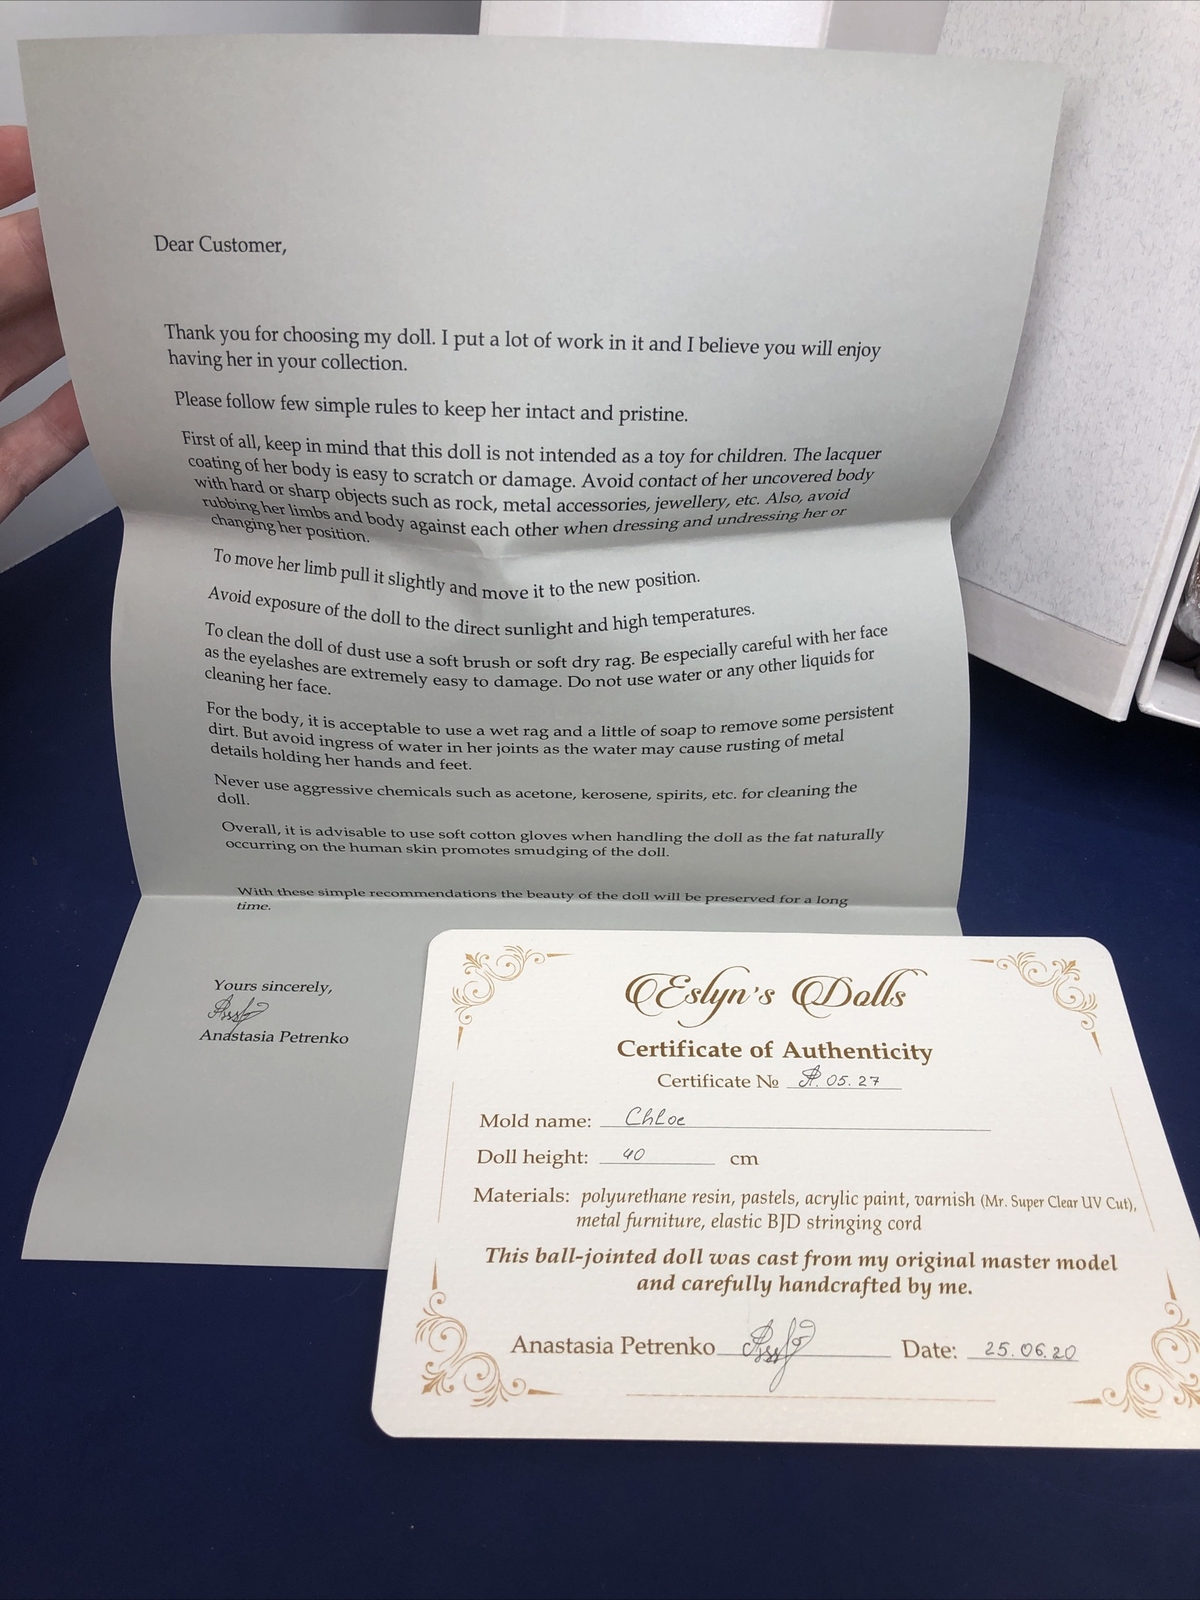 Dear Customer,
Thank you for choosing my doll. I put a lot of work in it and I believe you will enjoy
having her in your collection.
Please follow few simple rules to keep her intact and pristine.
First of all, keep in mind that this doll is not intended as a toy for children. The lacquer
coating of her body is easy to scratch or damage. Avoid contact of her uncovered body
with hard or sharp objects such as rock, metal accessories, jewellery, etc. Also, avoid
rubbing her limbs and body against each other when dressing and undressing her or
changing her position.
To move her limb pull it slightly and move it to the new position.
Avoid exposure of the doll to the direct sunlight and high temperatures.
To clean the doll of dust use a soft brush or soft dry rag. Be especially careful with her face
as the eyelashes are extremely easy to damage. Do not use water or any other liquids for
cleaning her face.
For the body, it is acceptable to use a wet rag and a little of soap to remove some persistent
dirt. But avoid ingress of water in her joints as the water may cause rusting of metal
details holding her hands and feet.
Never use aggressive chemicals such as acetone, kerosene, spirits, etc. for cleaning the
doll.
Overall, it is advisable to use soft cotton gloves when handling the doll as the fat naturally
occurring on the human skin promotes smudging of the doll.
With these simple recommendations the beauty of the doll will be preserved for a long
time.
Yours sincerely,
Anastasia Petrenko
Eslyn's Dolls
Certificate of Authenticity
Certificate № 05.27
Mold name: Chloe
Doll height: 40 cm
Materials: polyurethane resin, pastels, acrylic paint, varnish (Mr. Super Clear UV Cut),
metal furniture, elastic BJD stringing cord
This ball-jointed doll was cast from my original master model
and carefully handcrafted by me.
Anastasia Petrenko Date: 25.06.20